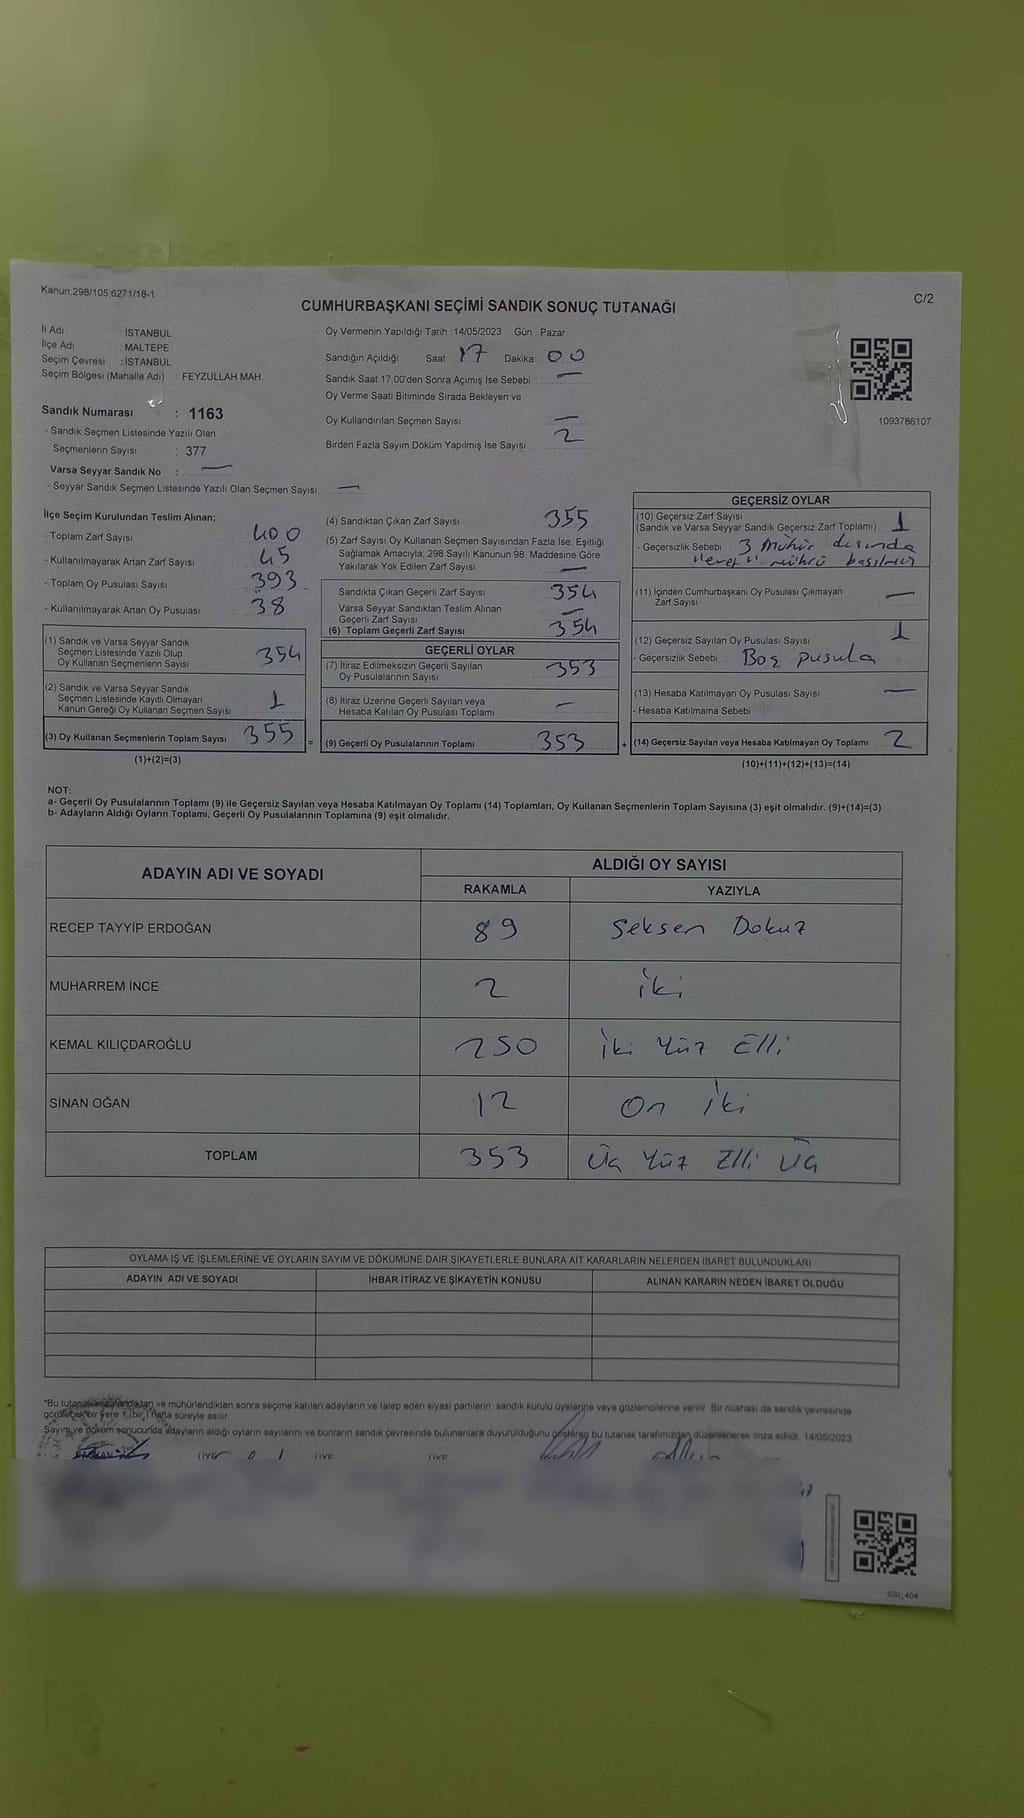 Kanun:298/105,6271/18-1
C/2
CUMHURBAŞKANI SEÇİMİ SANDIK SONUÇ TUTANAĞI
İl Adı : İSTANBUL
İlçe Adı : MALTEPE
Seçim Çevresi : İSTANBUL
Seçim Bölgesi (Mahalle Adı) : FEYZULLAH MAH.
Sandık Numarası : 1163
- Sandık Seçmen Listesinde Yazılı Olan
Seçmenlerin Sayısı : 377
Varsa Seyyar Sandık No : —
- Seyyar Sandık Seçmen Listesinde Yazılı Olan Seçmen Sayısı: —
Oy Vermenin Yapıldığı Tarih : 14/05/2023 Gün : Pazar
Sandığın Açıldığı Saat 17 Dakika 00
Sandık Saat 17:00'den Sonra Açımış İse Sebebi : —
Oy Verme Saati Bitiminde Sırada Bekleyen ve
Oy Kullandırılan Seçmen Sayısı —
Birden Fazla Sayım Döküm Yapılmış İse Sayısı 2
1093786107
İlçe Seçim Kurulundan Teslim Alınan;
- Toplam Zarf Sayısı 400
- Kullanılmayarak Artan Zarf Sayısı 45
- Toplam Oy Pusulası Sayısı 393
- Kullanılmayarak Artan Oy Pusulası 38
(1) Sandık ve Varsa Seyyar Sandık
Seçmen Listesinde Yazılı Olup
Oy Kullanan Seçmenlerin Sayısı 354
(2) Sandık ve Varsa Seyyar Sandık
Seçmen Listesinde Kayıtlı Olmayan
Kanun Gereği Oy Kullanan Seçmen Sayısı 1
(3) Oy Kullanan Seçmenlerin Toplam Sayısı 355
(1)+(2)=(3)
(4) Sandıktan Çıkan Zarf Sayısı 355
(5) Zarf Sayısı Oy Kullanan Seçmen Sayısından Fazla İse, Eşitliği
Sağlamak Amacıyla, 298 Sayılı Kanunun 98. Maddesine Göre
Yakılarak Yok Edilen Zarf Sayısı —
Sandıkta Çıkan Geçerli Zarf Sayısı 354
Varsa Seyyar Sandıktan Teslim Alınan
Geçerli Zarf Sayısı —
(6) Toplam Geçerli Zarf Sayısı 354
GEÇERLİ OYLAR
(7) İtiraz Edilmeksizin Geçerli Sayılan
Oy Pusulalarının Sayısı 353
(8) İtiraz Üzerine Geçerli Sayılan veya
Hesaba Katılan Oy Pusulası Toplamı —
= (9) Geçerli Oy Pusulalarının Toplamı 353 +
GEÇERSİZ OYLAR
(10) Geçersiz Zarf Sayısı
(Sandık ve Varsa Seyyar Sandık Geçersiz Zarf Toplamı) 1
- Geçersizlik Sebebi 3 mühür dışında
"evet" mührü basılmış
(11) İçinden Cumhurbaşkanı Oy Pusulası Çıkmayan
Zarf Sayısı —
(12) Geçersiz Sayılan Oy Pusulası Sayısı 1
- Geçersizlik Sebebi : Boş pusula
(13) Hesaba Katılmayan Oy Pusulası Sayısı —
- Hesaba Katılmama Sebebi
(14) Geçersiz Sayılan veya Hesaba Katılmayan Oy Toplamı 2
(10)+(11)+(12)+(13)=(14)
NOT:
a- Geçerli Oy Pusulalarının Toplamı (9) ile Geçersiz Sayılan veya Hesaba Katılmayan Oy Toplamı (14) Toplamları, Oy Kullanan Seçmenlerin Toplam Sayısına (3) eşit olmalıdır. (9)+(14)=(3)
b- Adayların Aldığı Oyların Toplamı, Geçerli Oy Pusulalarının Toplamına (9) eşit olmalıdır.
ADAYIN ADI VE SOYADI ALDIĞI OY SAYISI
RAKAMLA YAZIYLA
RECEP TAYYİP ERDOĞAN 89 Seksen Dokuz
MUHARREM İNCE 2 iki
KEMAL KILIÇDAROĞLU 250 iki Yüz Elli
SİNAN OĞAN 12 On iki
TOPLAM 353 Üç Yüz Elli Üç
OYLAMA İŞ VE İŞLEMLERİNE VE OYLARIN SAYIM VE DÖKÜMÜNE DAİR ŞİKAYETLERLE BUNLARA AİT KARARLARIN NELERDEN İBARET BULUNDUKLARI
ADAYIN ADI VE SOYADI İHBAR İTİRAZ VE ŞİKAYETİN KONUSU ALINAN KARARIN NEDEN İBARET OLDUĞU
"Bu tutanak imzalandıktan ve mühürlendikten sonra seçime katılan adayların ve talep eden siyasi partilerin sandık kurulu üyelerine veya gözlemcilerine verilir. Bir nüshası da sandık çevresinde
görülecek bir yere 1 (bir) hafta süreyle asılır.
Sayım ve döküm sonucunda adayların aldığı oyların sayılarını ve bunların sandık çevresinde bulunanlara duyurulduğunu gösteren bu tutanak tarafımızdan düzenlenerek imza edildi. 14/05/2023
BAŞKAN ÜYE ÜYE ÜYE
SSI_404